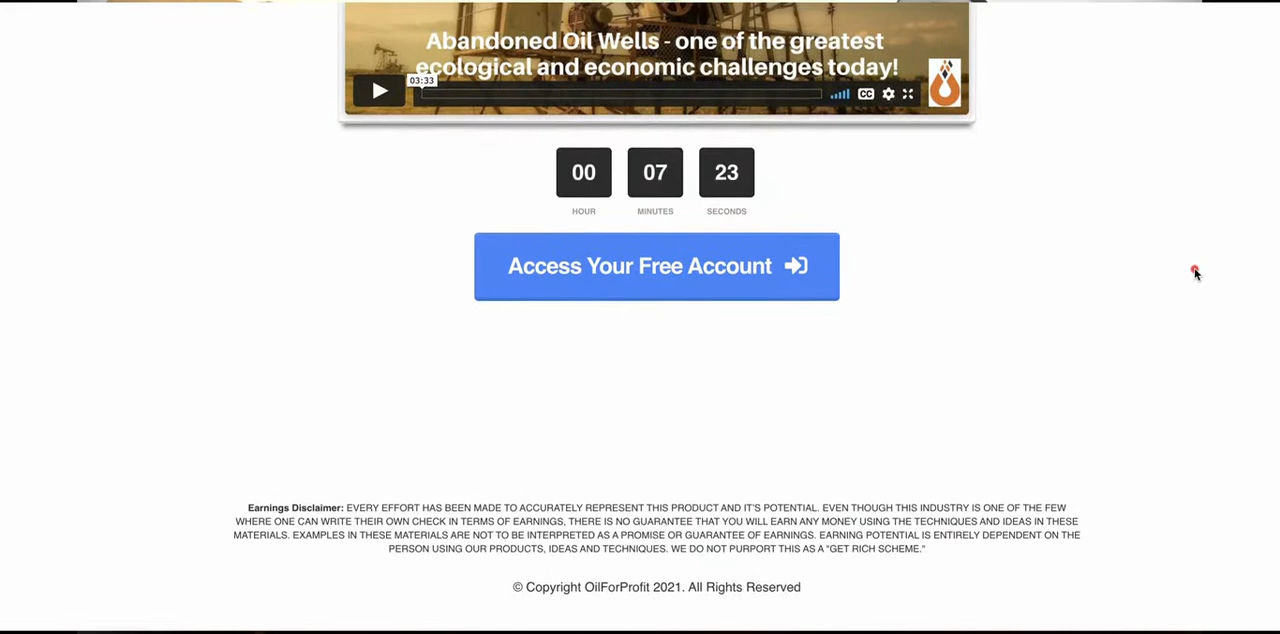 Abandoned Oil Wells - one of the greatest
ecological and economic challenges today!
03:33
CC
00 07 23
HOUR MINUTES SECONDS
Access Your Free Account
Earnings Disclaimer: EVERY EFFORT HAS BEEN MADE TO ACCURATELY REPRESENT THIS PRODUCT AND IT'S POTENTIAL. EVEN THOUGH THIS INDUSTRY IS ONE OF THE FEW
WHERE ONE CAN WRITE THEIR OWN CHECK IN TERMS OF EARNINGS, THERE IS NO GUARANTEE THAT YOU WILL EARN ANY MONEY USING THE TECHNIQUES AND IDEAS IN THESE
MATERIALS. EXAMPLES IN THESE MATERIALS ARE NOT TO BE INTERPRETED AS A PROMISE OR GUARANTEE OF EARNINGS. EARNING POTENTIAL IS ENTIRELY DEPENDENT ON THE
PERSON USING OUR PRODUCTS, IDEAS AND TECHNIQUES. WE DO NOT PURPORT THIS AS A "GET RICH SCHEME."
© Copyright OilForProfit 2021. All Rights Reserved